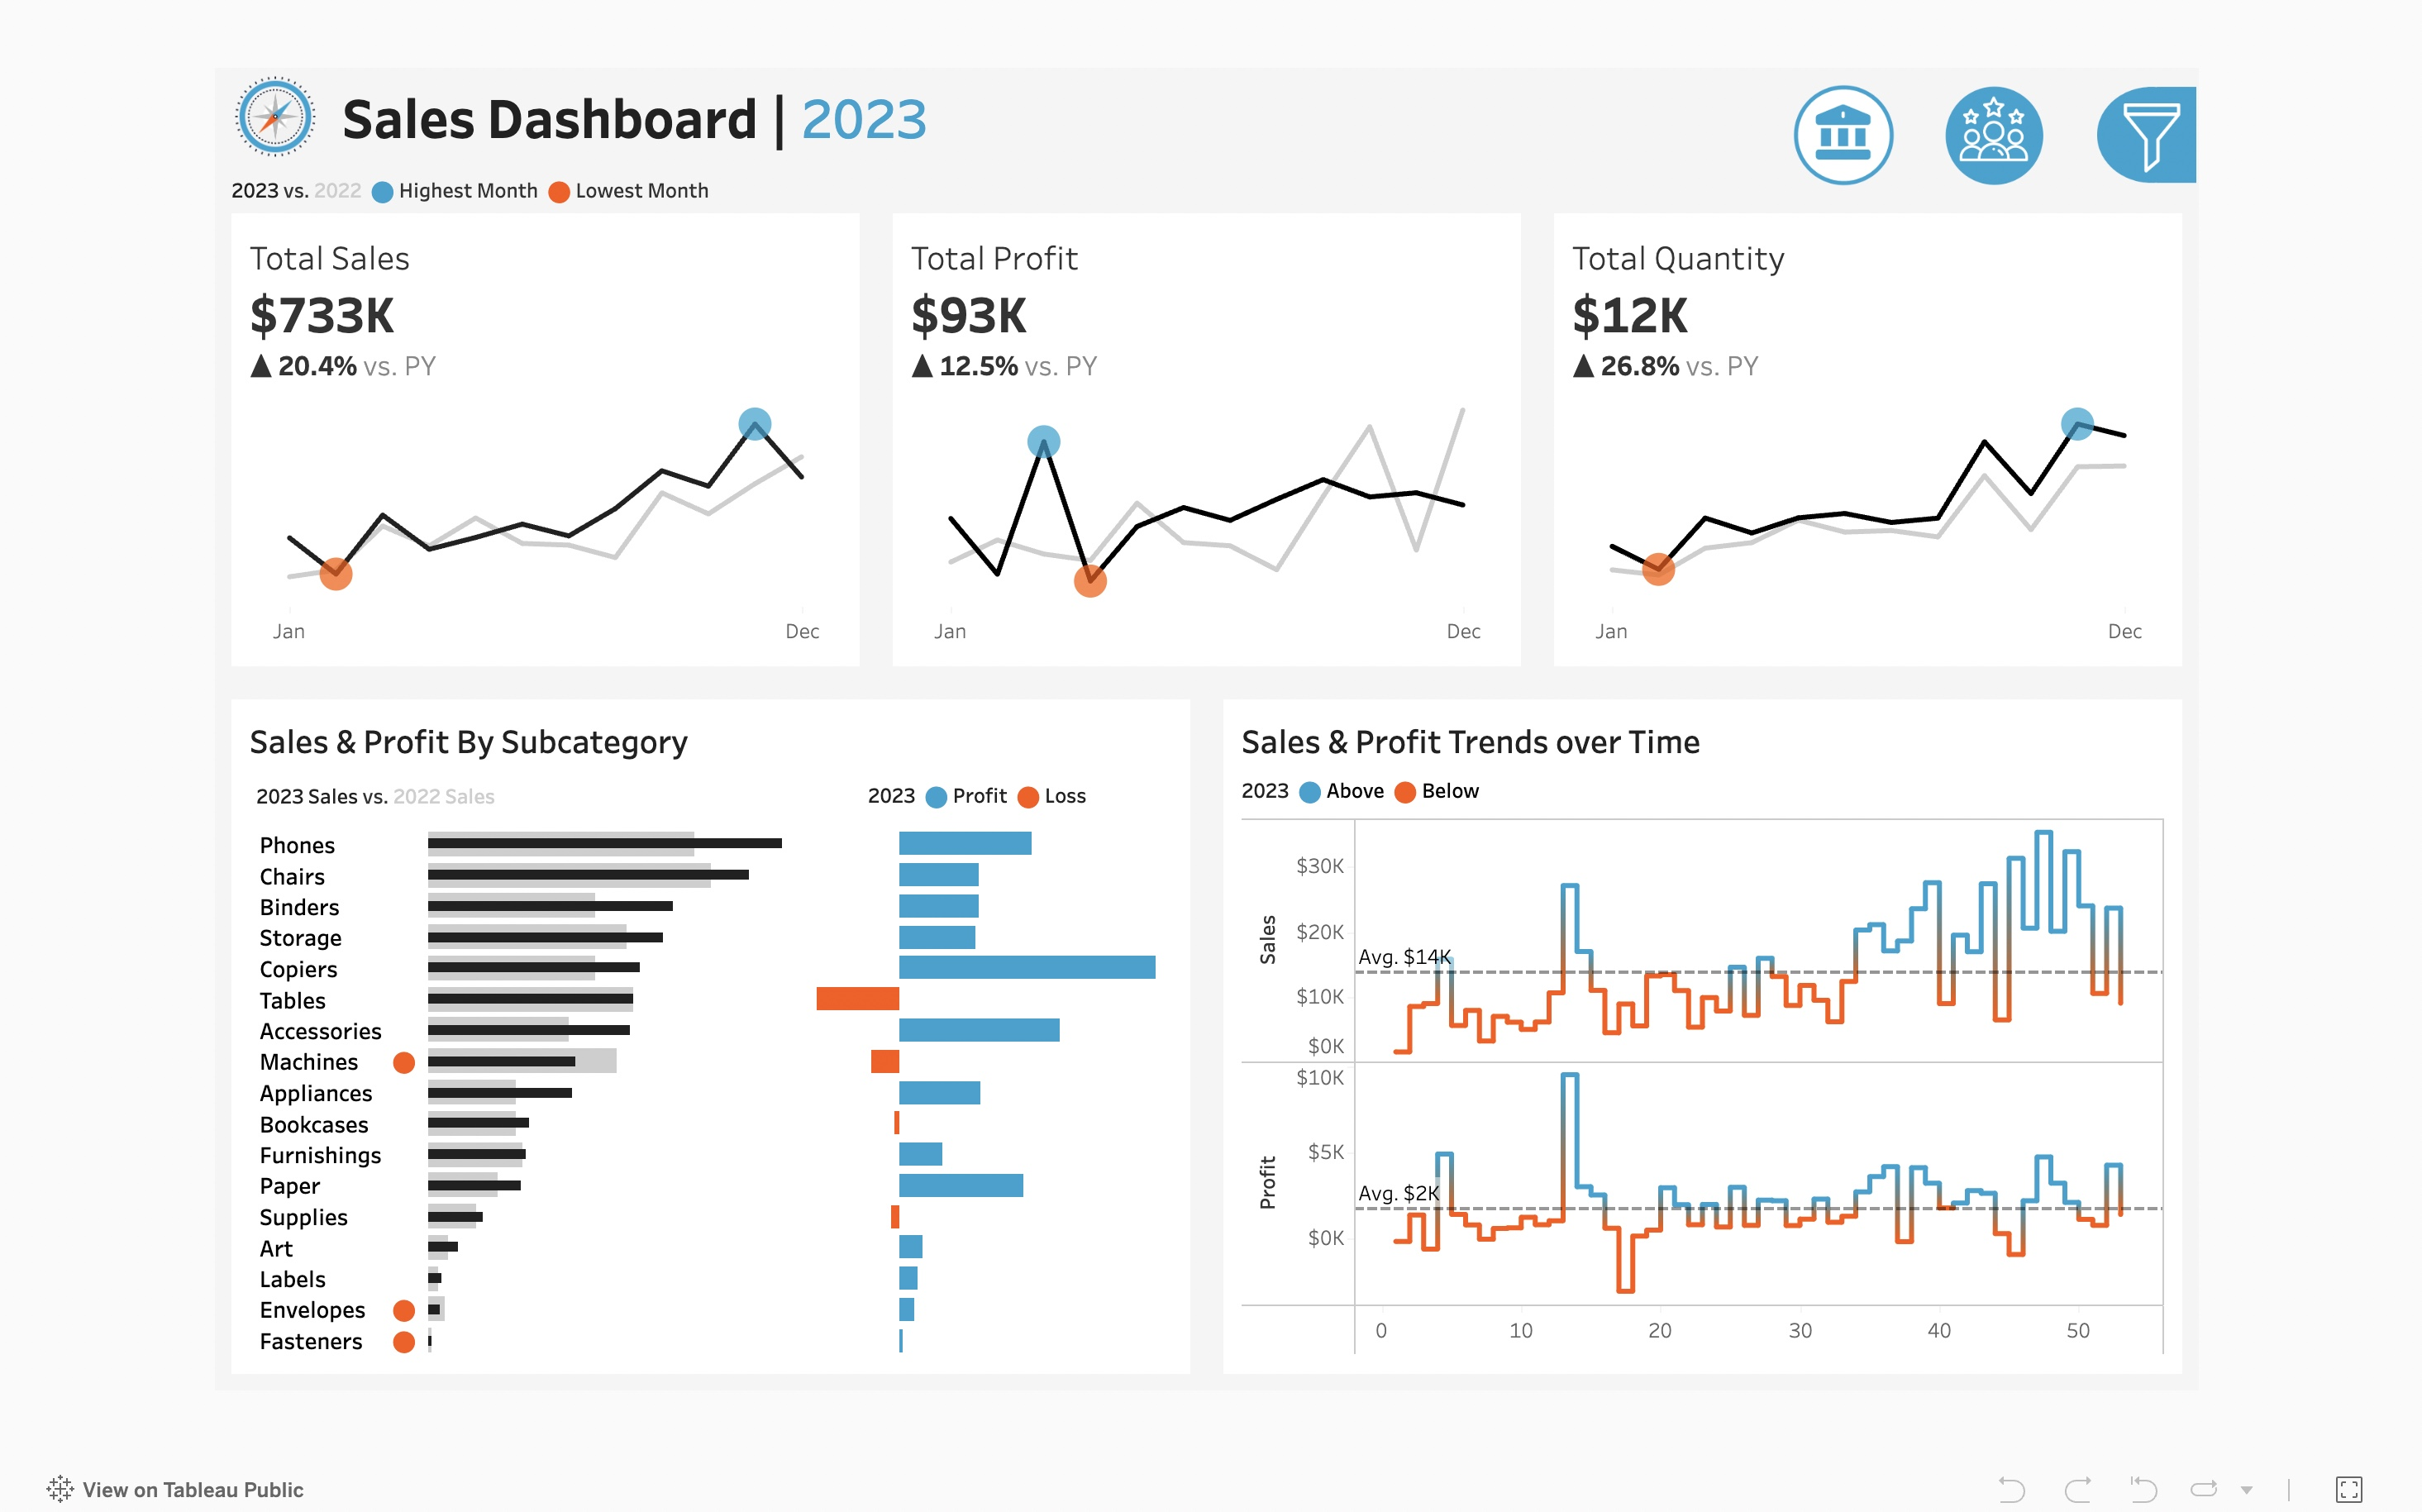 Sales Dashboard | 2023
2023 vs. 2022 Highest Month Lowest Month
Total Sales
$733K
▲ 20.4% vs. PY
Jan Dec
Total Profit
$93K
▲ 12.5% vs. PY
Jan Dec
Total Quantity
$12K
▲ 26.8% vs. PY
Jan Dec
Sales & Profit By Subcategory
2023 Sales vs. 2022 Sales
2023 Profit Loss
Phones
Chairs
Binders
Storage
Copiers
Tables
Accessories
Machines
Appliances
Bookcases
Furnishings
Paper
Supplies
Art
Labels
Envelopes
Fasteners
Sales & Profit Trends over Time
2023 Above Below
Sales
$30K
$20K
Avg. $14K
$10K
$0K
Profit
$10K
$5K
Avg. $2K
$0K
0 10 20 30 40 50
View on Tableau Public